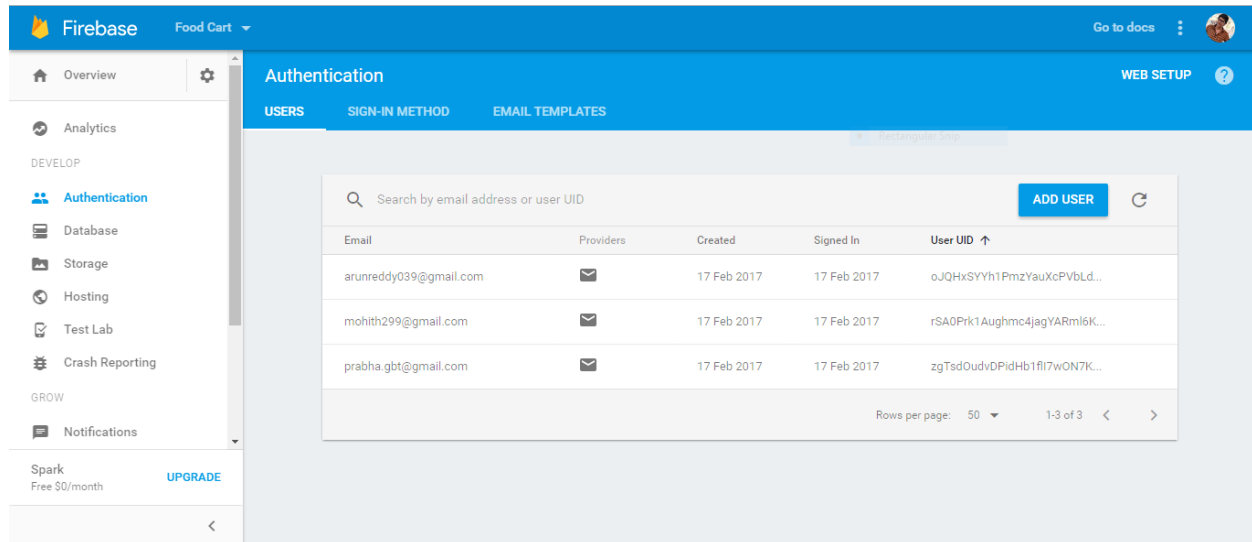 Firebase Food Cart Go to docs
Overview
Analytics
DEVELOP
Authentication
Database
Storage
Hosting
Test Lab
Crash Reporting
GROW
Notifications
Spark
Free $0/month
UPGRADE
Authentication WEB SETUP ?
USERS SIGN-IN METHOD EMAIL TEMPLATES
Rectangular Snip
Search by email address or user UID ADD USER
Email Providers Created Signed In User UID
arunreddy039@gmail.com 17 Feb 2017 17 Feb 2017 oJQHxSYYh1PmzYauXcPVbLd...
mohith299@gmail.com 17 Feb 2017 17 Feb 2017 rSA0Prk1Aughmc4jagYARml6K...
prabha.gbt@gmail.com 17 Feb 2017 17 Feb 2017 zgTsdOudvDPidHb1fII7wON7K...
Rows per page: 50 1-3 of 3